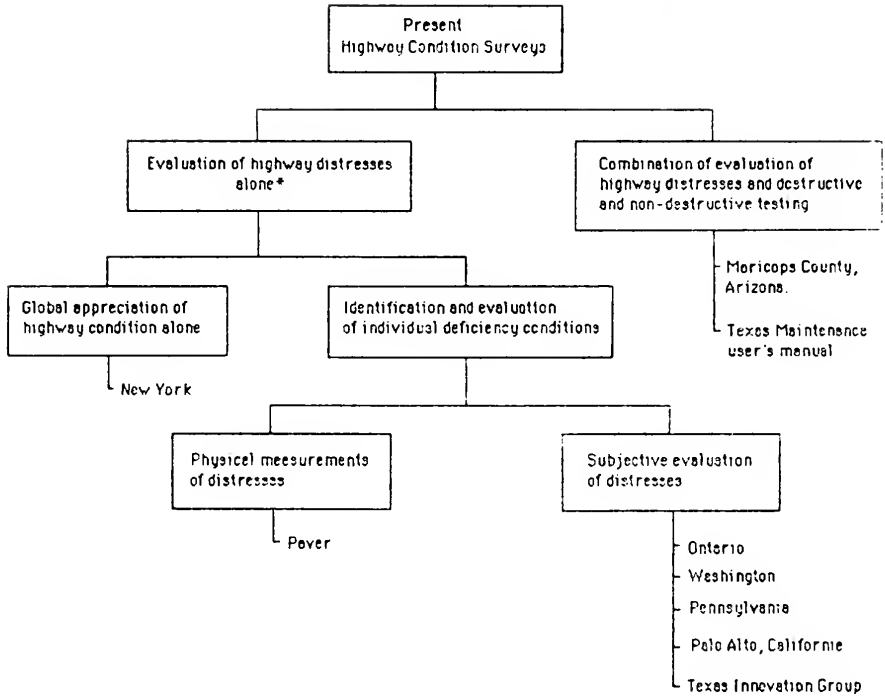 Present
Highway Condition Surveys
Evaluation of highway distresses
alone*
Combination of evaluation of
highway distresses and destructive
and non-destructive testing
Maricopa County,
Arizona.
Texas Maintenance
user's manual
Global appreciation of
highway condition alone
New York
Identification and evaluation
of individual deficiency conditions
Physical measurements
of distresses
Paver
Subjective evaluation
of distresses
Ontario
Washington
Pennsylvania
Palo Alto, California
Texas Innovation Group